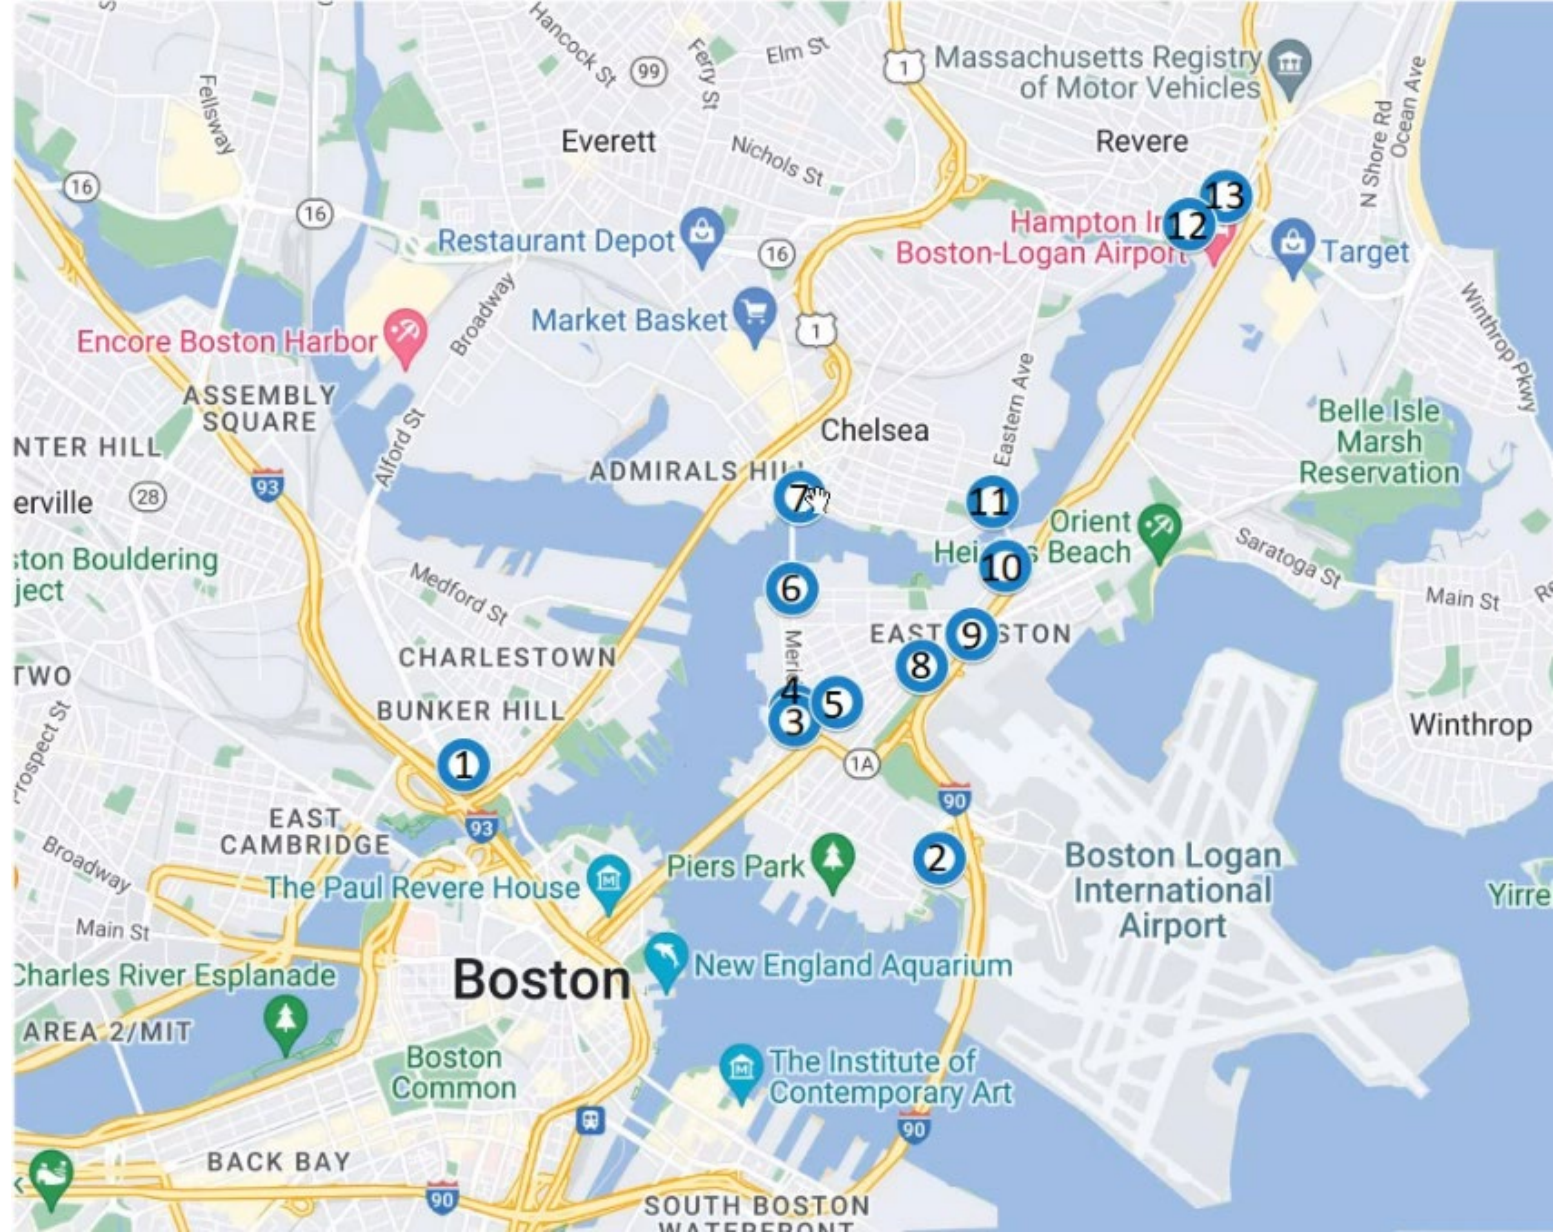 Hancock St
Ferry St
Elm St
99
1
Massachusetts Registry
of Motor Vehicles
Ocean Ave
N Shore Rd
Fellsway
Everett
Nichols St
Revere
16
16
13
12
Hampton In
Boston-Logan Airport
Restaurant Depot
16
Target
Market Basket
1
Broadway
Encore Boston Harbor
Winthrop Pkwy
ASSEMBLY
SQUARE
Alford St
Chelsea
Eastern Ave
Belle Isle
Marsh
Reservation
NTER HILL
ADMIRALS HIL
93
erville
28
7
11
Orient
Hei s Beach
10
Saratoga St
ston Bouldering
ject
Medford St
6
Main St
Re
EAST STON
9
8
Meri
CHARLESTOWN
TWO
4
5
3
BUNKER HILL
Prospect St
Winthrop
1
1A
90
93
EAST
CAMBRIDGE
Broadway
Piers Park
2
Boston Logan
International
Airport
The Paul Revere House
Yirre
Main St
Boston
New England Aquarium
Charles River Esplanade
AREA 2/MIT
Boston
Common
The Institute of
Contemporary Art
90
BACK BAY
k
90
SOUTH BOSTON
WATERFRONT